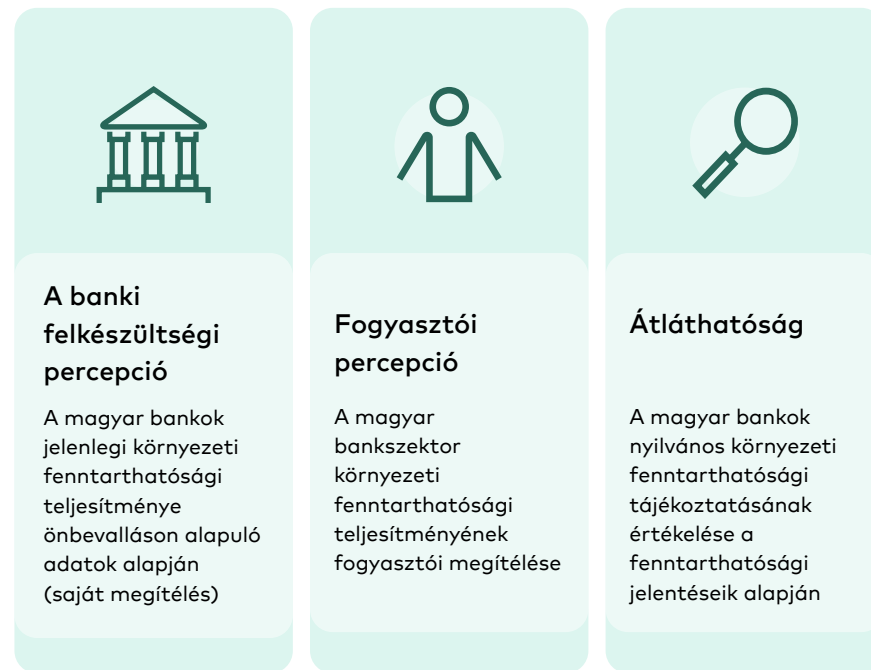 A banki
felkészültségi
percepció
A magyar bankok
jelenlegi környezeti
fenntarthatósági
teljesítménye
önbevalláson alapuló
adatok alapján
(saját megítélés)
Fogyasztói
percepció
A magyar
bankszektor
környezeti
fenntarthatósági
teljesítményének
fogyasztói megítélése
Átláthatóság
A magyar bankok
nyilvános környezeti
fenntarthatósági
tájékoztatásának
értékelése a
fenntarthatósági
jelentéseik alapján